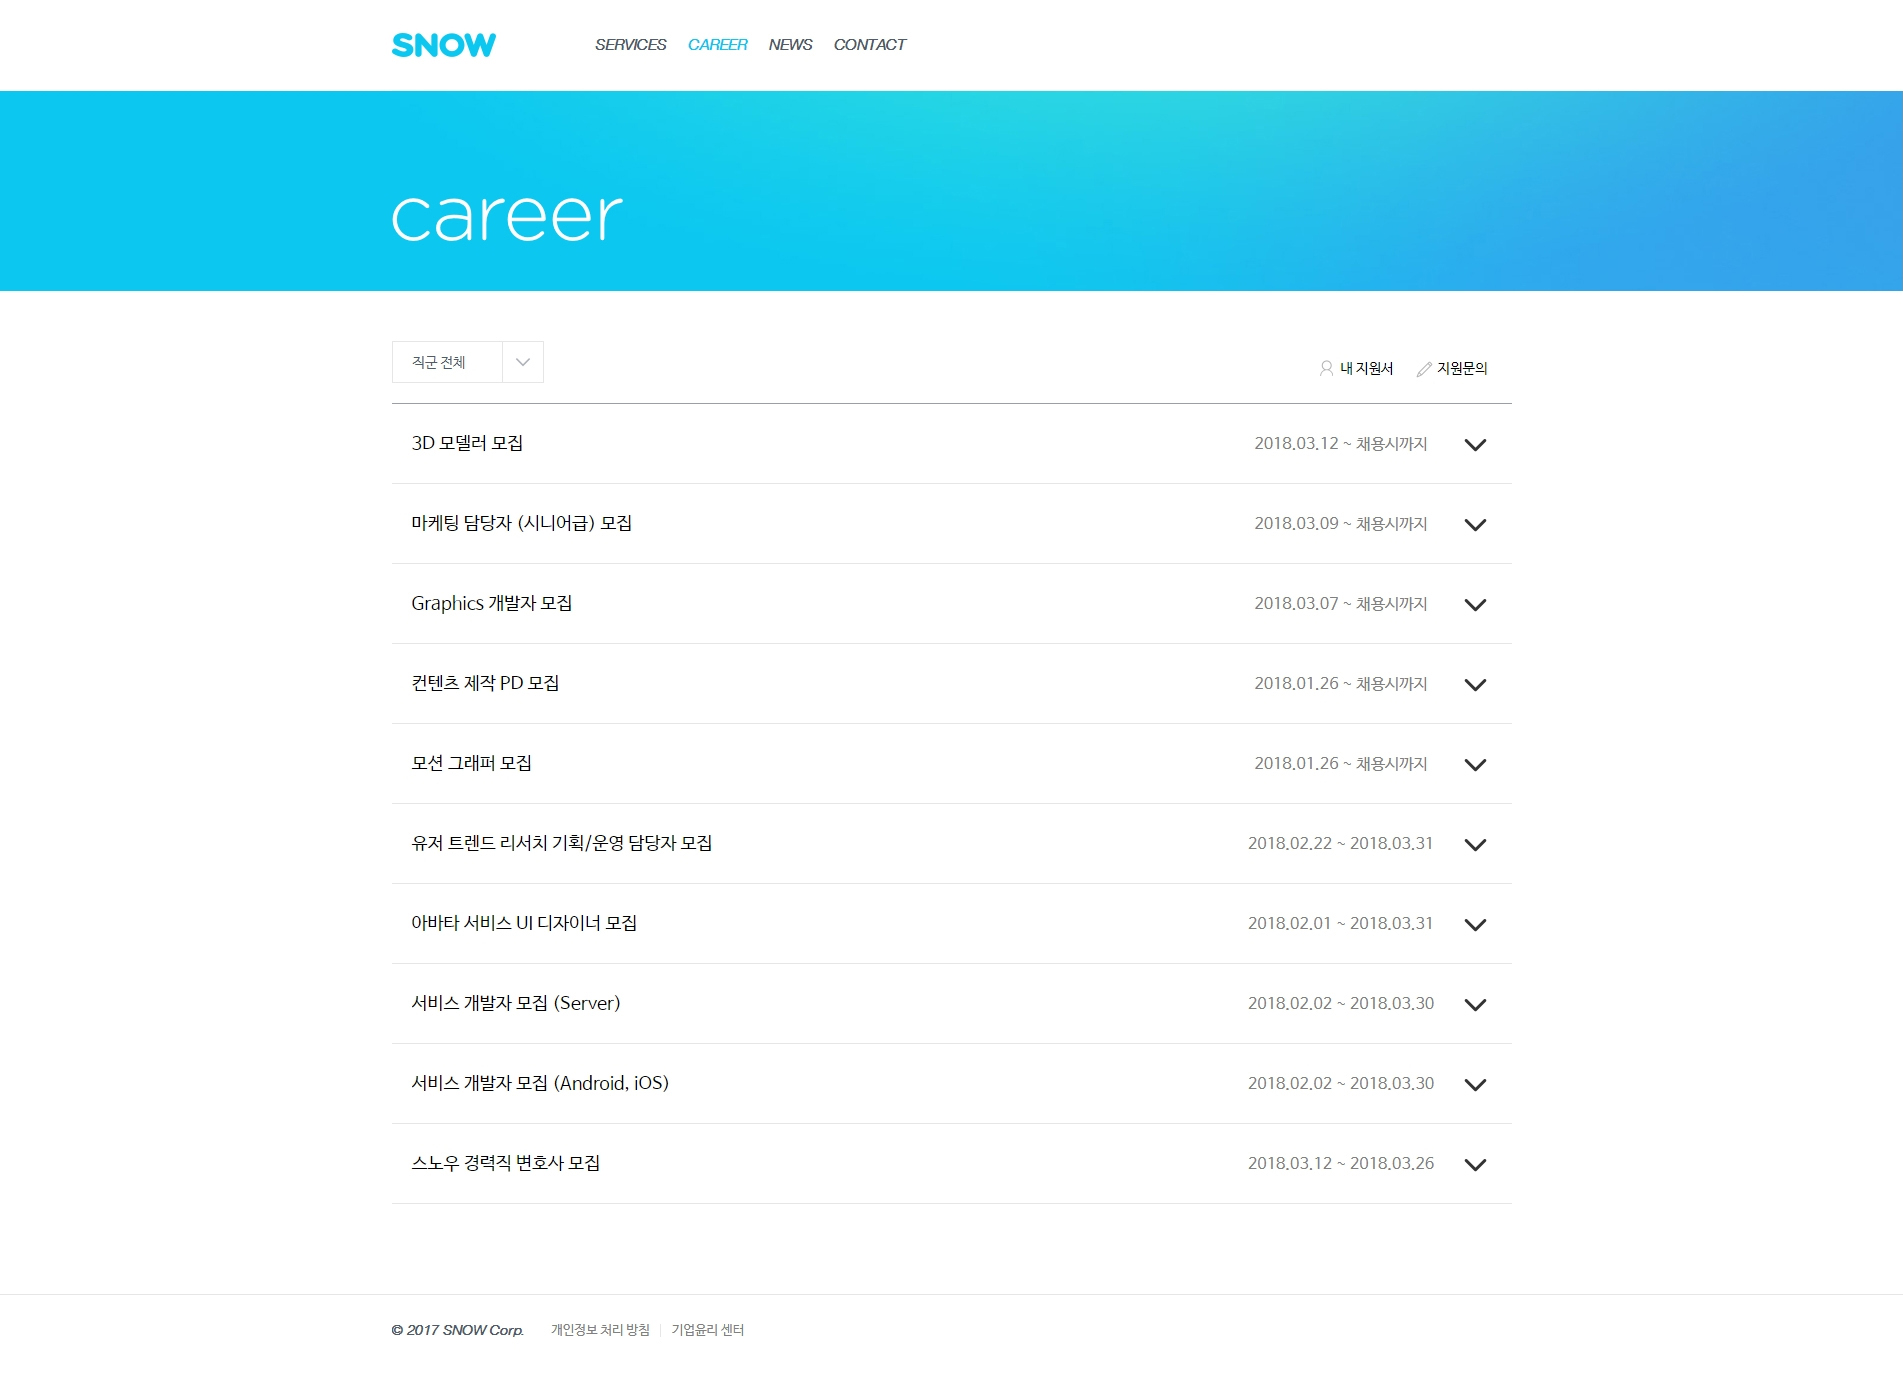 SNOW SERVICES CAREER NEWS CONTACT
career
직군 전체 내 지원서 지원문의
3D 모델러 모집 2018.03.12 ~ 채용시까지
마케팅 담당자 (시니어급) 모집 2018.03.09 ~ 채용시까지
Graphics 개발자 모집 2018.03.07 ~ 채용시까지
컨텐츠 제작 PD 모집 2018.01.26 ~ 채용시까지
모션 그래퍼 모집 2018.01.26 ~ 채용시까지
유저 트렌드 리서치 기획/운영 담당자 모집 2018.02.22 ~ 2018.03.31
아바타 서비스 UI 디자이너 모집 2018.02.01 ~ 2018.03.31
서비스 개발자 모집 (Server) 2018.02.02 ~ 2018.03.30
서비스 개발자 모집 (Android, iOS) 2018.02.02 ~ 2018.03.30
스노우 경력직 변호사 모집 2018.03.12 ~ 2018.03.26
© 2017 SNOW Corp. 개인정보 처리 방침 기업윤리 센터